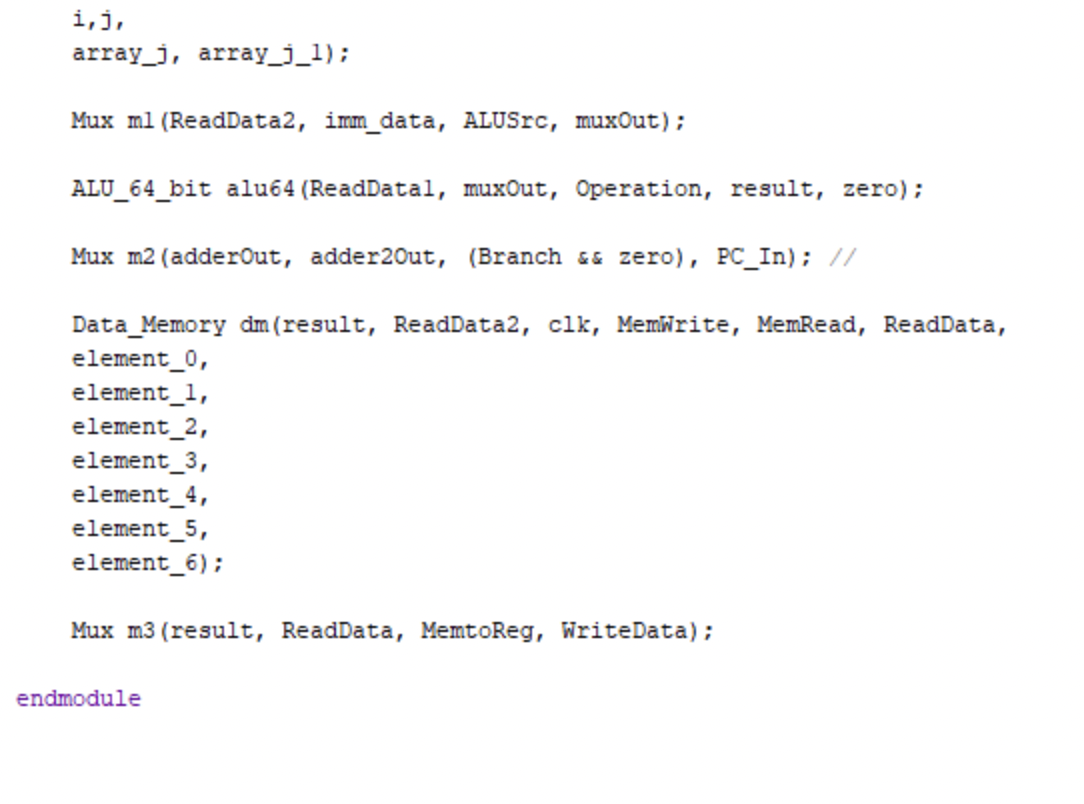 i,j,
array_j, array_j_1);
Mux m1(ReadData2, imm_data, ALUSrc, muxOut);
ALU_64_bit alu64(ReadData1, muxOut, Operation, result, zero);
Mux m2(adderOut, adder2Out, (Branch && zero), PC_In); //
Data_Memory dm(result, ReadData2, clk, MemWrite, MemRead, ReadData,
element_0,
element_1,
element_2,
element_3,
element_4,
element_5,
element_6);
Mux m3(result, ReadData, MemtoReg, WriteData);
endmodule